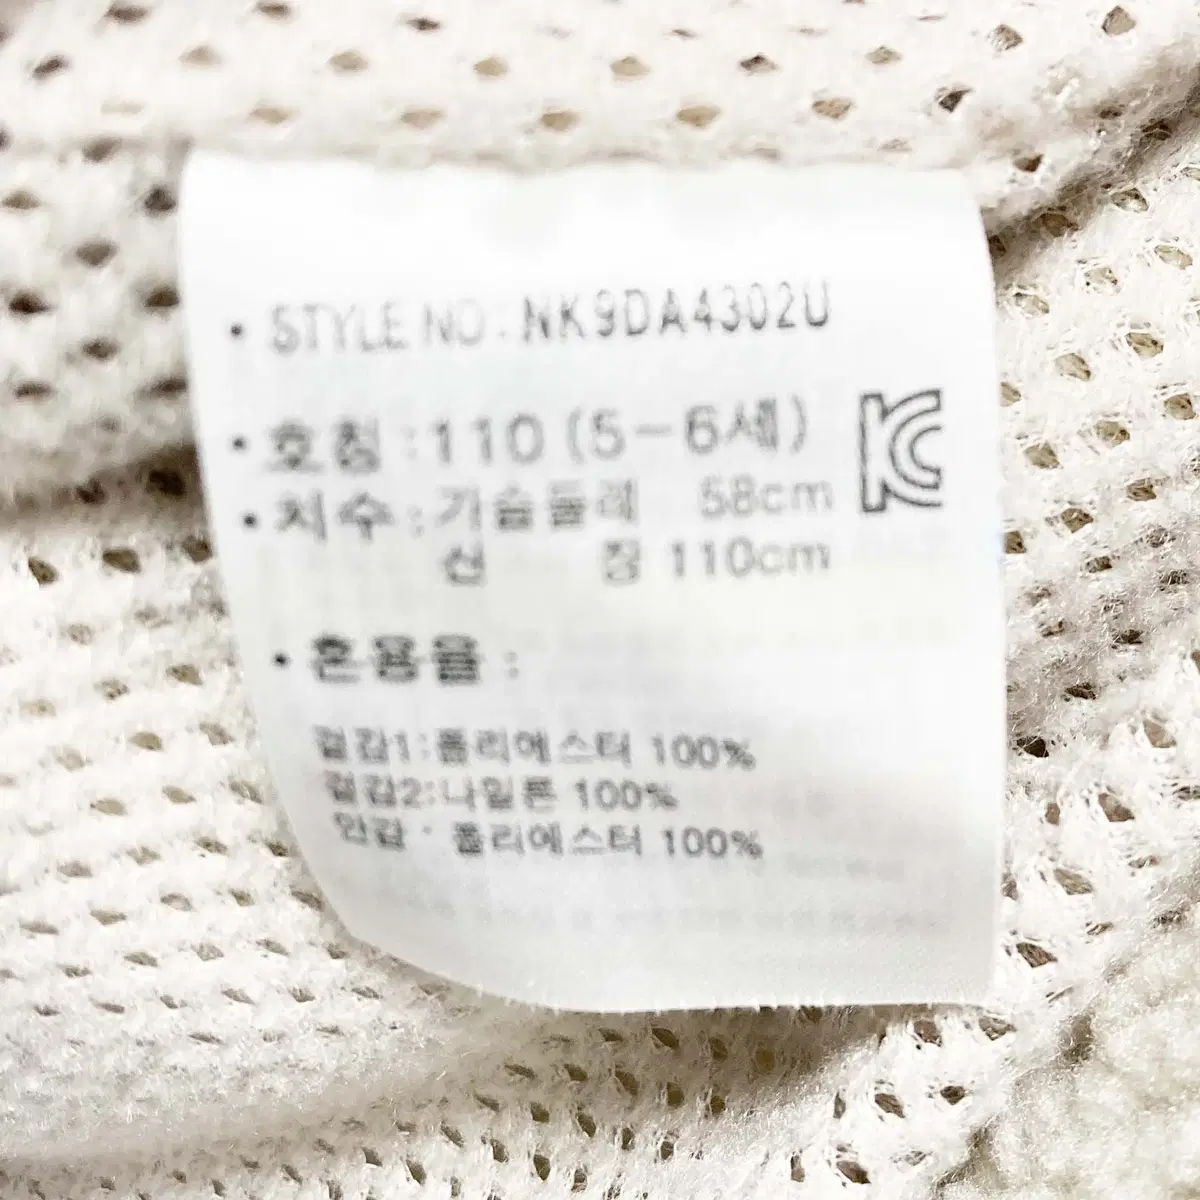 • STYLE NO : NK9DA4302U
• 호칭 : 110 (5-6세)
• 치수 : 가슴둘레 58cm
신 장 110cm
KC
• 혼용율 :
겉감1:폴리에스터 100%
겉감2:나일론 100%
안감 : 폴리에스터 100%